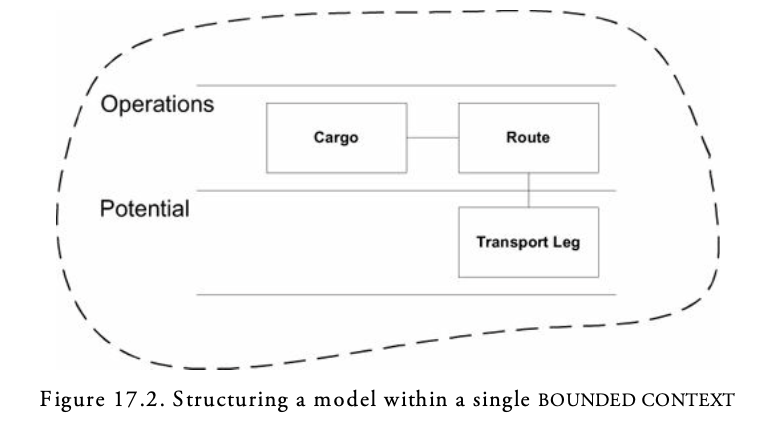 Operations
Cargo
Route
Potential
Transport Leg
Figure 17.2. Structuring a model within a single BOUNDED CONTEXT